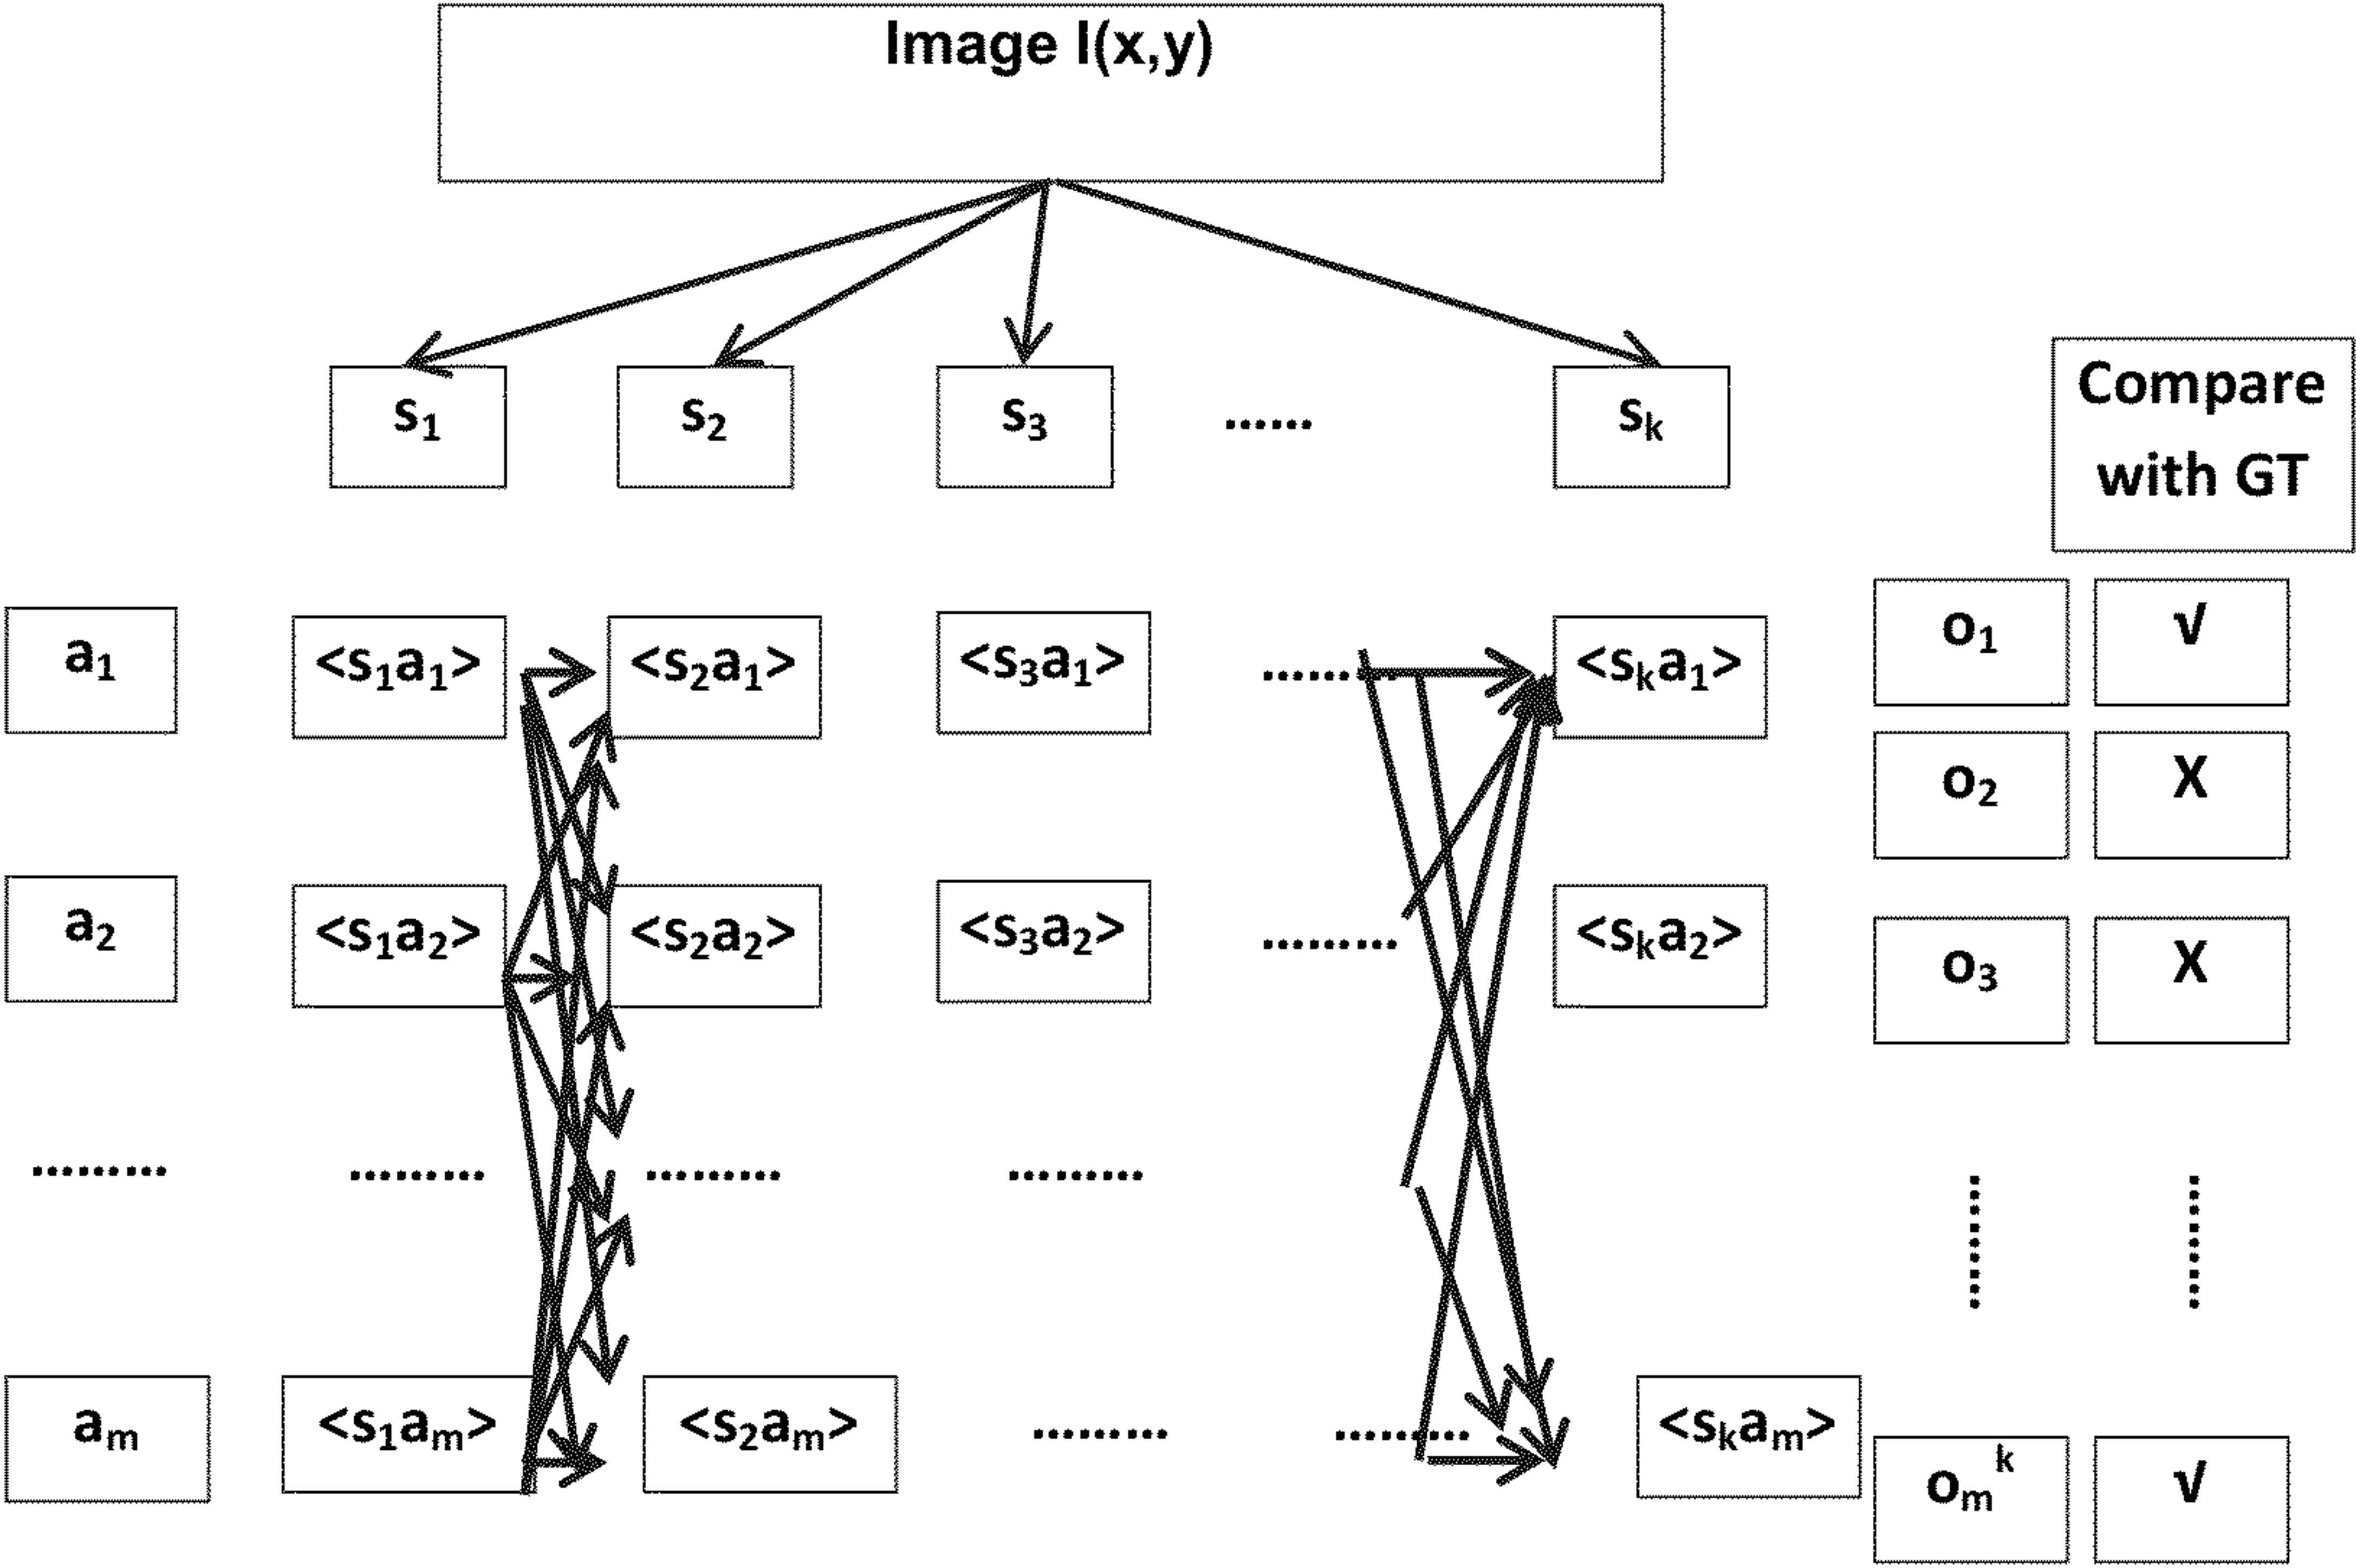 Image I(x,y)
s₁ s₂ s₃ ...... sₖ
Compare
with GT
a₁ <s₁a₁> <s₂a₁> <s₃a₁> ......... <sₖa₁> o₁ √
o₂ X
a₂ <s₁a₂> <s₂a₂> <s₃a₂> ......... <sₖa₂> o₃ X
......... ......... ......... .........
aₘ <s₁aₘ> <s₂aₘ> ......... ......... <sₖaₘ>
oₘᵏ √